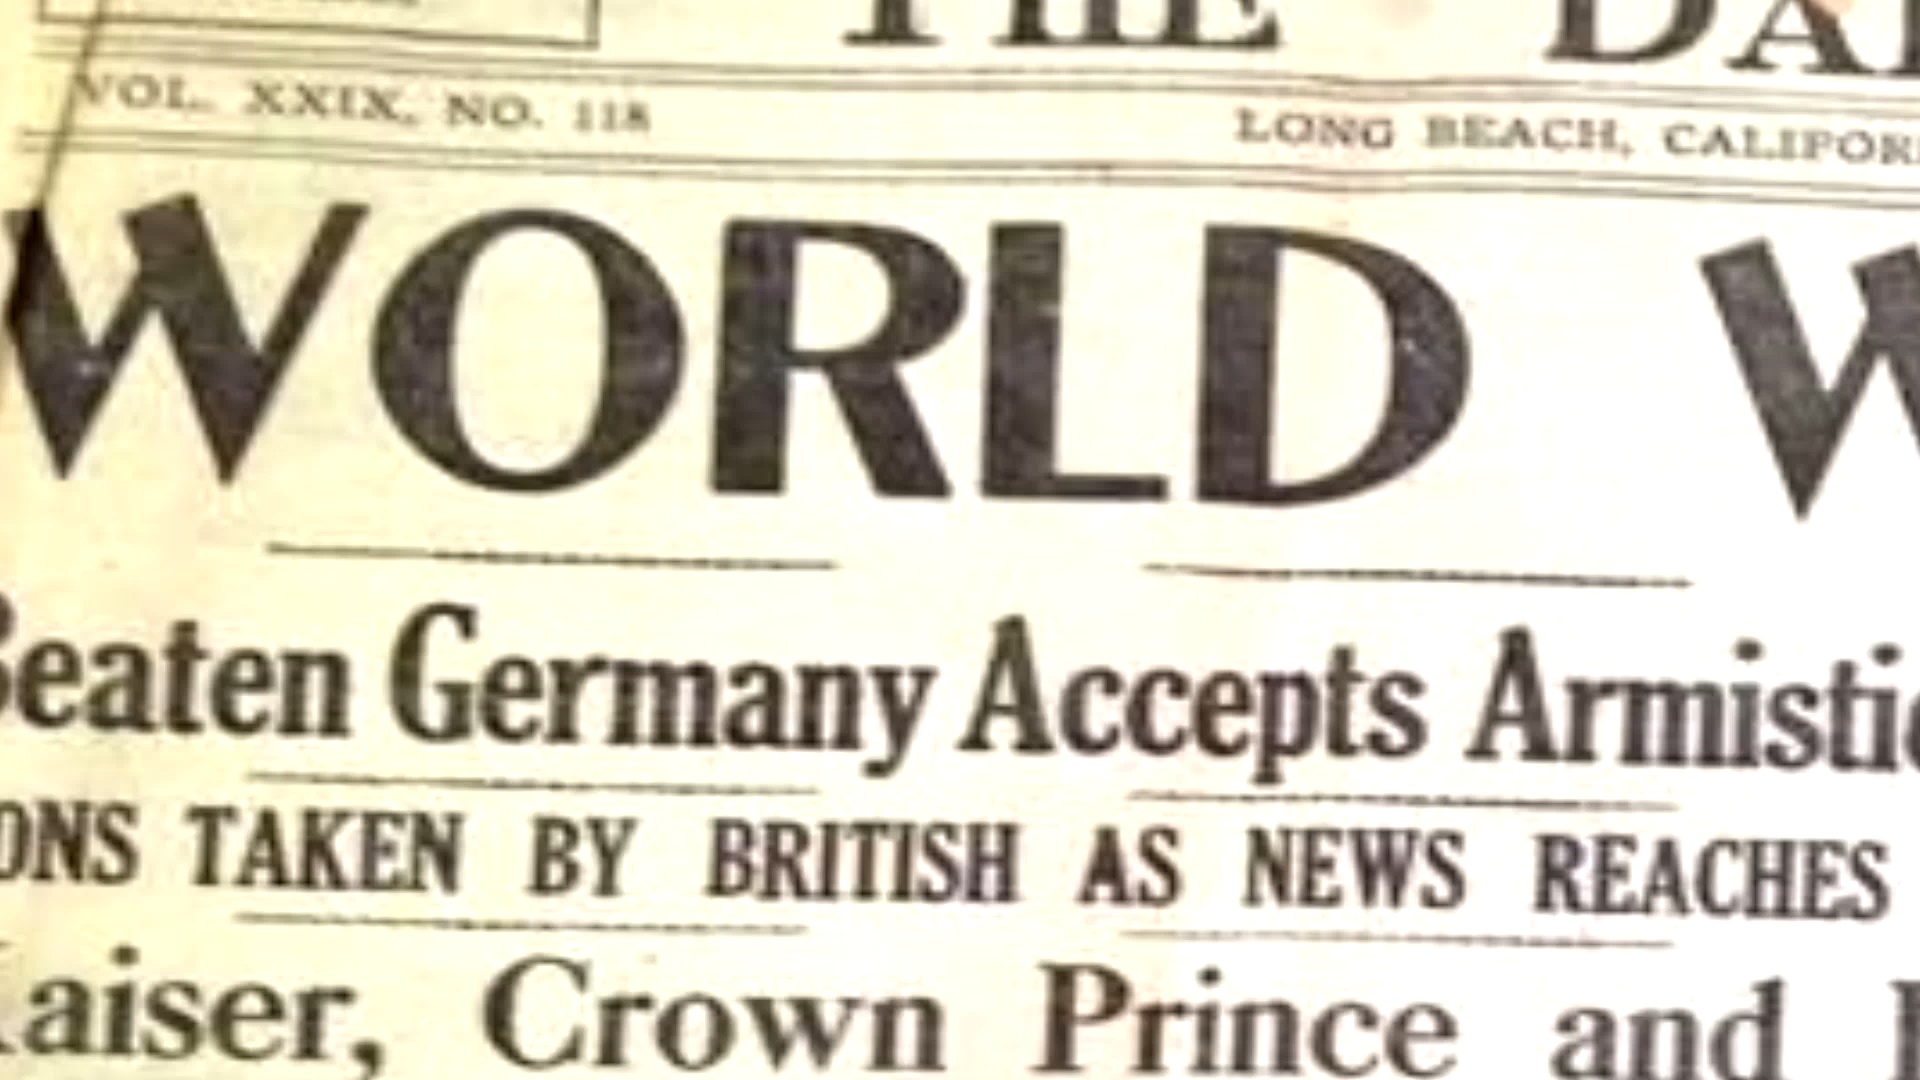 THE DAI
VOL. XXIX, NO. 118
LONG BEACH, CALIFOR
WORLD W
Beaten Germany Accepts Armistic
ONS TAKEN BY BRITISH AS NEWS REACHES
Kaiser, Crown Prince and